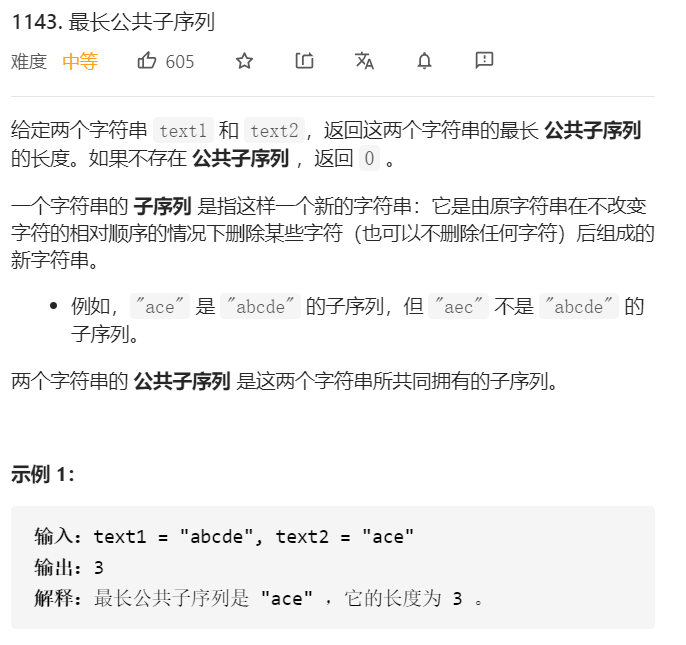 1143. 最长公共子序列
难度 中等 605
给定两个字符串 text1 和 text2，返回这两个字符串的最长 公共子序列
的长度。如果不存在 公共子序列 ，返回 0 。
一个字符串的 子序列 是指这样一个新的字符串：它是由原字符串在不改变
字符的相对顺序的情况下删除某些字符（也可以不删除任何字符）后组成的
新字符串。
• 例如，"ace" 是 "abcde" 的子序列，但 "aec" 不是 "abcde" 的
子序列。
两个字符串的 公共子序列 是这两个字符串所共同拥有的子序列。
示例 1：
输入：text1 = "abcde", text2 = "ace"
输出：3
解释：最长公共子序列是 "ace" ，它的长度为 3 。